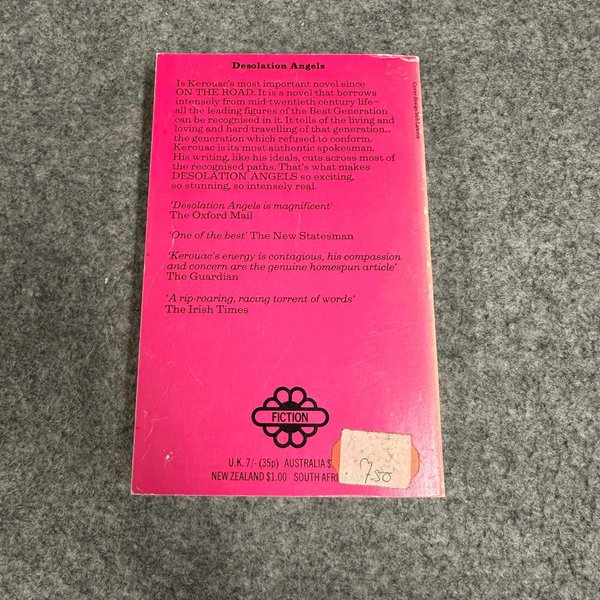 Desolation Angels
Is Kerouac's most important novel since
ON THE ROAD. It is a novel that borrows
intensely from mid-twentieth century life–
all the leading figures of the Beat Generation
can be recognised in it. It tells of the living and
loving and hard travelling of that generation...
the generation which refused to conform.
Kerouac is its most authentic spokesman.
His writing, like his ideals, cuts across most of
the recognised paths. That's what makes
DESOLATION ANGELS so exciting,
so stunning, so intensely real.
'Desolation Angels is magnificent'
The Oxford Mail
'One of the best' The New Statesman
'Kerouac's energy is contagious, his compassion
and concern are the genuine homespun article'
The Guardian
'A rip-roaring, racing torrent of words'
The Irish Times
FICTION
U.K. 7/- (35p) AUSTRALIA $
NEW ZEALAND $1.00 SOUTH AFRI
750